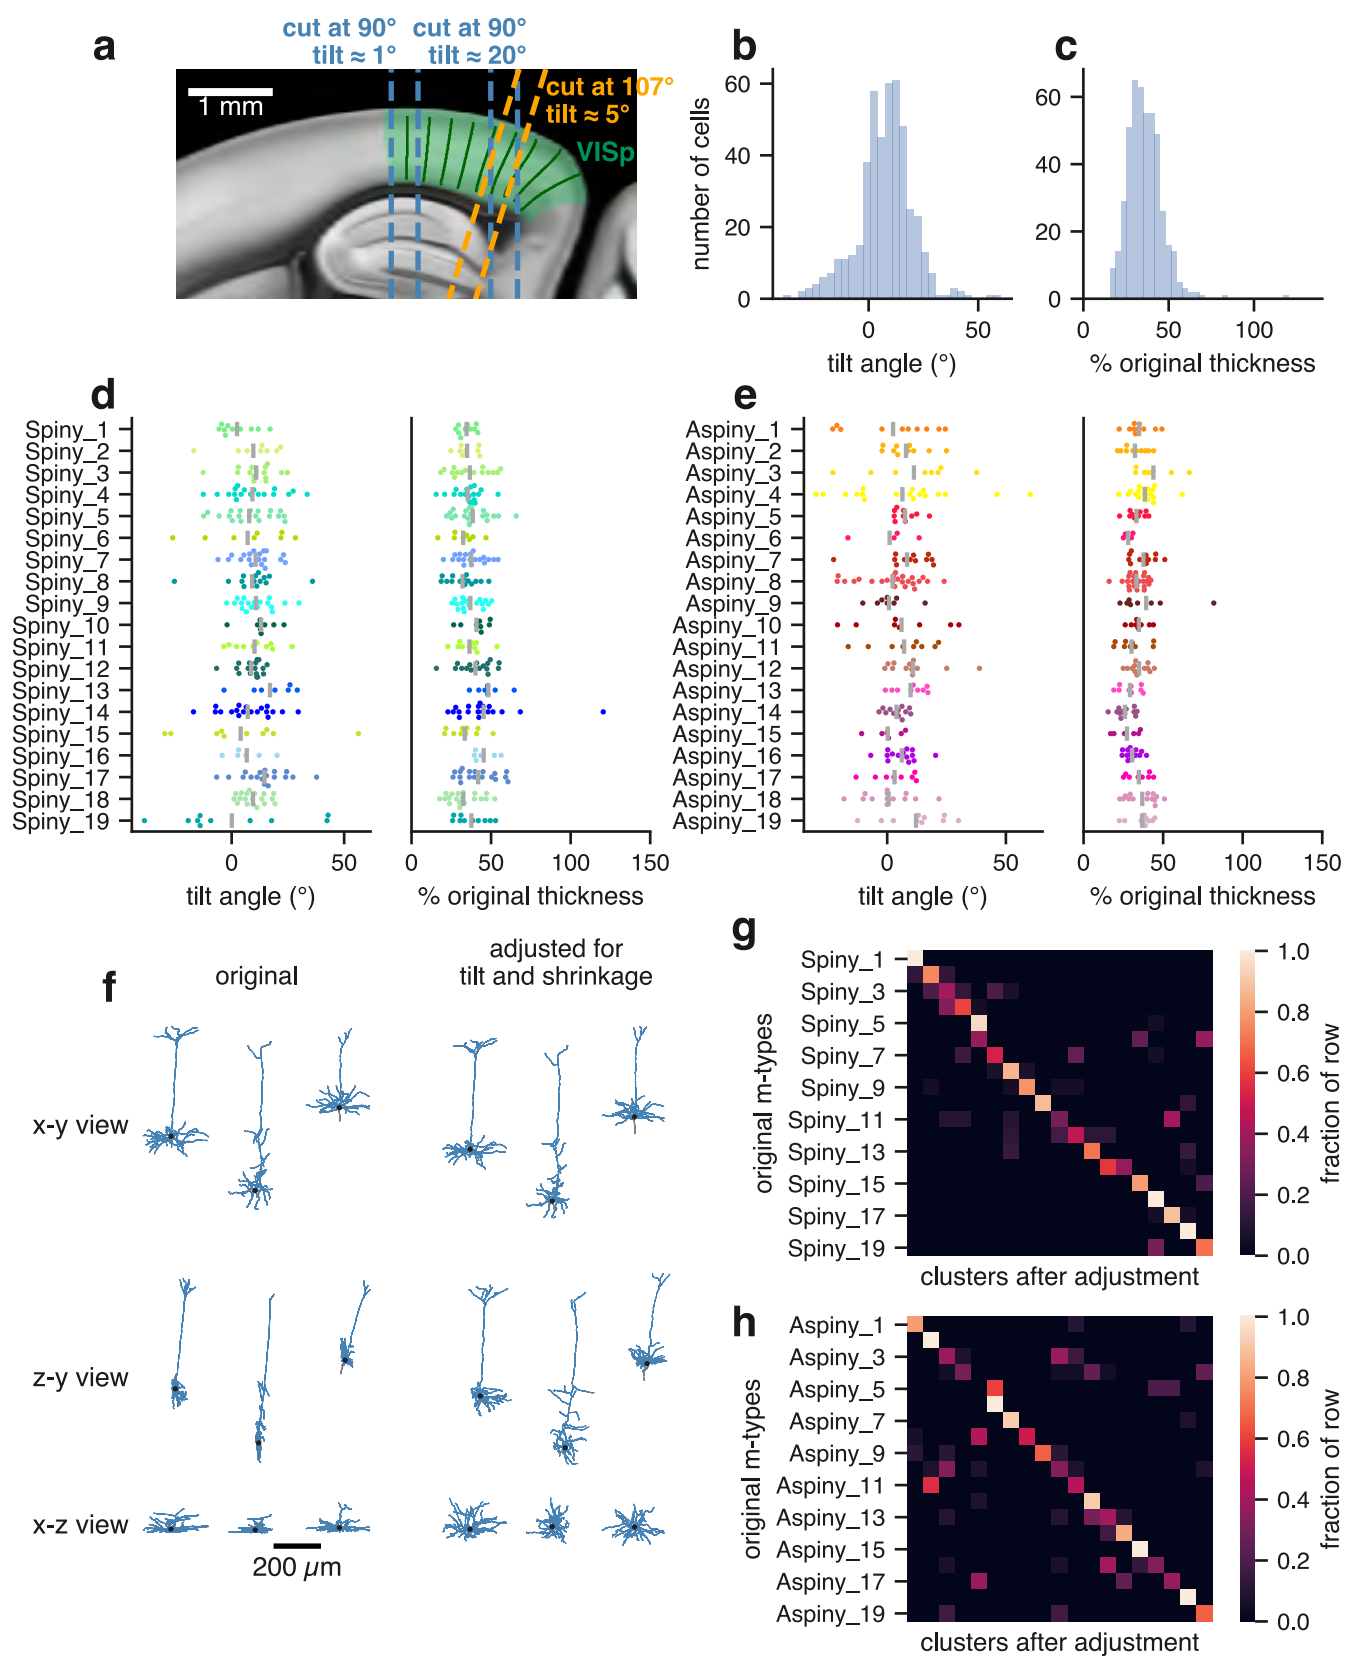 a
cut at 90°
tilt ≈ 1°
cut at 90°
tilt ≈ 20°
cut at 107°
tilt ≈ 5°
VISp
1 mm
b
number of cells
60
40
20
0
0
50
tilt angle (°)
c
60
40
20
0
0
50
100
% original thickness
d
Spiny_1
Spiny_2
Spiny_3
Spiny_4
Spiny_5
Spiny_6
Spiny_7
Spiny_8
Spiny_9
Spiny_10
Spiny_11
Spiny_12
Spiny_13
Spiny_14
Spiny_15
Spiny_16
Spiny_17
Spiny_18
Spiny_19
0
50
tilt angle (°)
0
50
100
150
% original thickness
e
Aspiny_1
Aspiny_2
Aspiny_3
Aspiny_4
Aspiny_5
Aspiny_6
Aspiny_7
Aspiny_8
Aspiny_9
Aspiny_10
Aspiny_11
Aspiny_12
Aspiny_13
Aspiny_14
Aspiny_15
Aspiny_16
Aspiny_17
Aspiny_18
Aspiny_19
0
50
tilt angle (°)
0
50
100
150
% original thickness
f
original
adjusted for
tilt and shrinkage
x-y view
z-y view
x-z view
200 µm
g
original m-types
Spiny_1
Spiny_3
Spiny_5
Spiny_7
Spiny_9
Spiny_11
Spiny_13
Spiny_15
Spiny_17
Spiny_19
clusters after adjustment
1.0
0.8
0.6
0.4
0.2
0.0
fraction of row
h
original m-types
Aspiny_1
Aspiny_3
Aspiny_5
Aspiny_7
Aspiny_9
Aspiny_11
Aspiny_13
Aspiny_15
Aspiny_17
Aspiny_19
clusters after adjustment
1.0
0.8
0.6
0.4
0.2
0.0
fraction of row